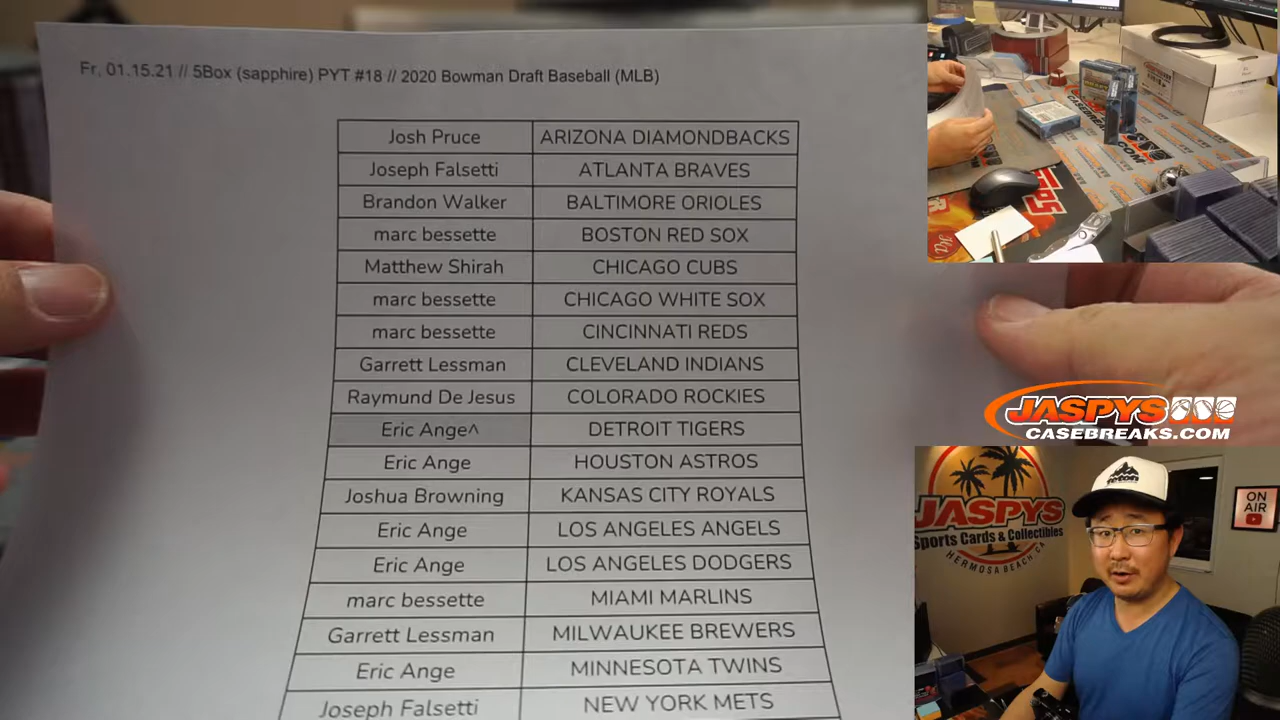 Fr. 01.15.21 // 5Box (sapphire) PYT #18 // 2020 Bowman Draft Baseball (MLB)
Josh Pruce ARIZONA DIAMONDBACKS
Joseph Falsetti ATLANTA BRAVES
Brandon Walker BALTIMORE ORIOLES
marc bessette BOSTON RED SOX
Matthew Shirah CHICAGO CUBS
marc bessette CHICAGO WHITE SOX
marc bessette CINCINNATI REDS
Garrett Lessman CLEVELAND INDIANS
Raymund De Jesus COLORADO ROCKIES
Eric Ange^ DETROIT TIGERS
Eric Ange HOUSTON ASTROS
Joshua Browning KANSAS CITY ROYALS
Eric Ange LOS ANGELES ANGELS
Eric Ange LOS ANGELES DODGERS
marc bessette MIAMI MARLINS
Garrett Lessman MILWAUKEE BREWERS
Eric Ange MINNESOTA TWINS
Joseph Falsetti NEW YORK METS
JASPYS
CASEBREAKS.COM
JASPYS
Sports Cards & Collectibles
HERMOSA BEACH, CA
ON
AIR